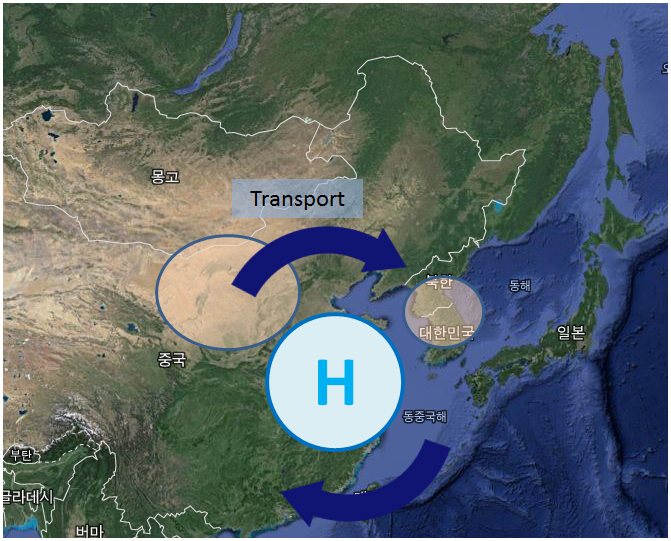 몽고
Transport
북한
동해
대한민국
일본
중국
H
동중국해
부탄
글라데시
버마